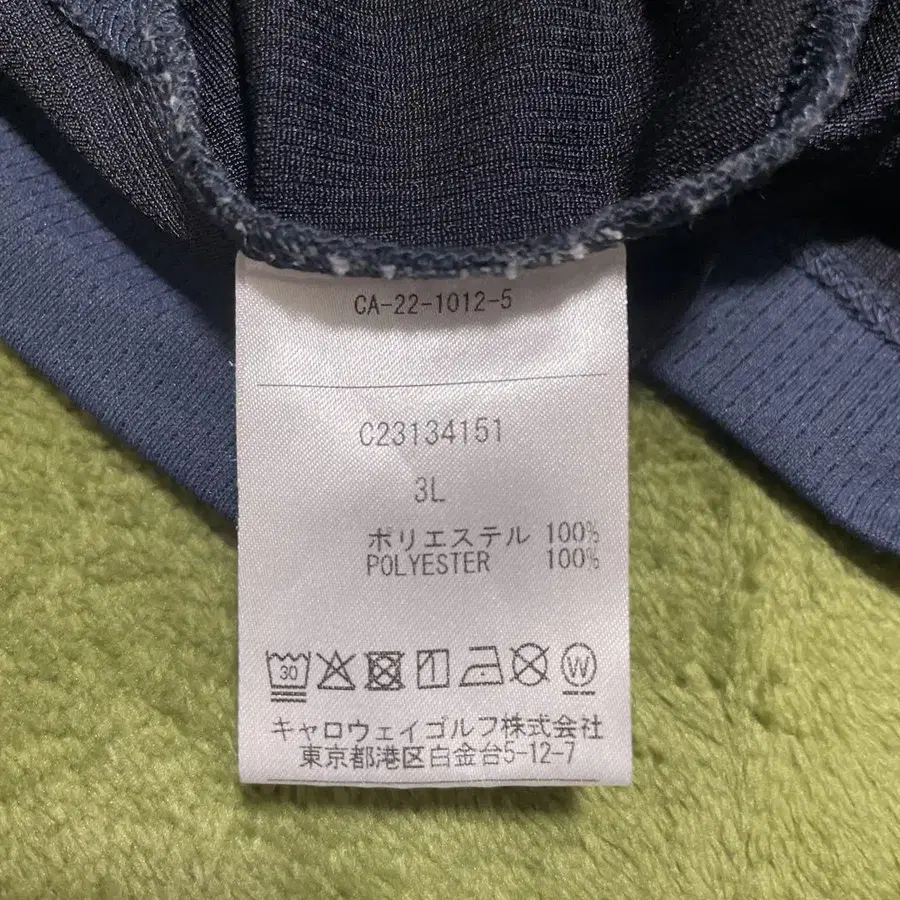 CA-22-1012-5
C23134151
3L
ポリエステル 100%
POLYESTER 100%
30 W
キャロウェイゴルフ株式会社
東京都港区白金台5-12-7